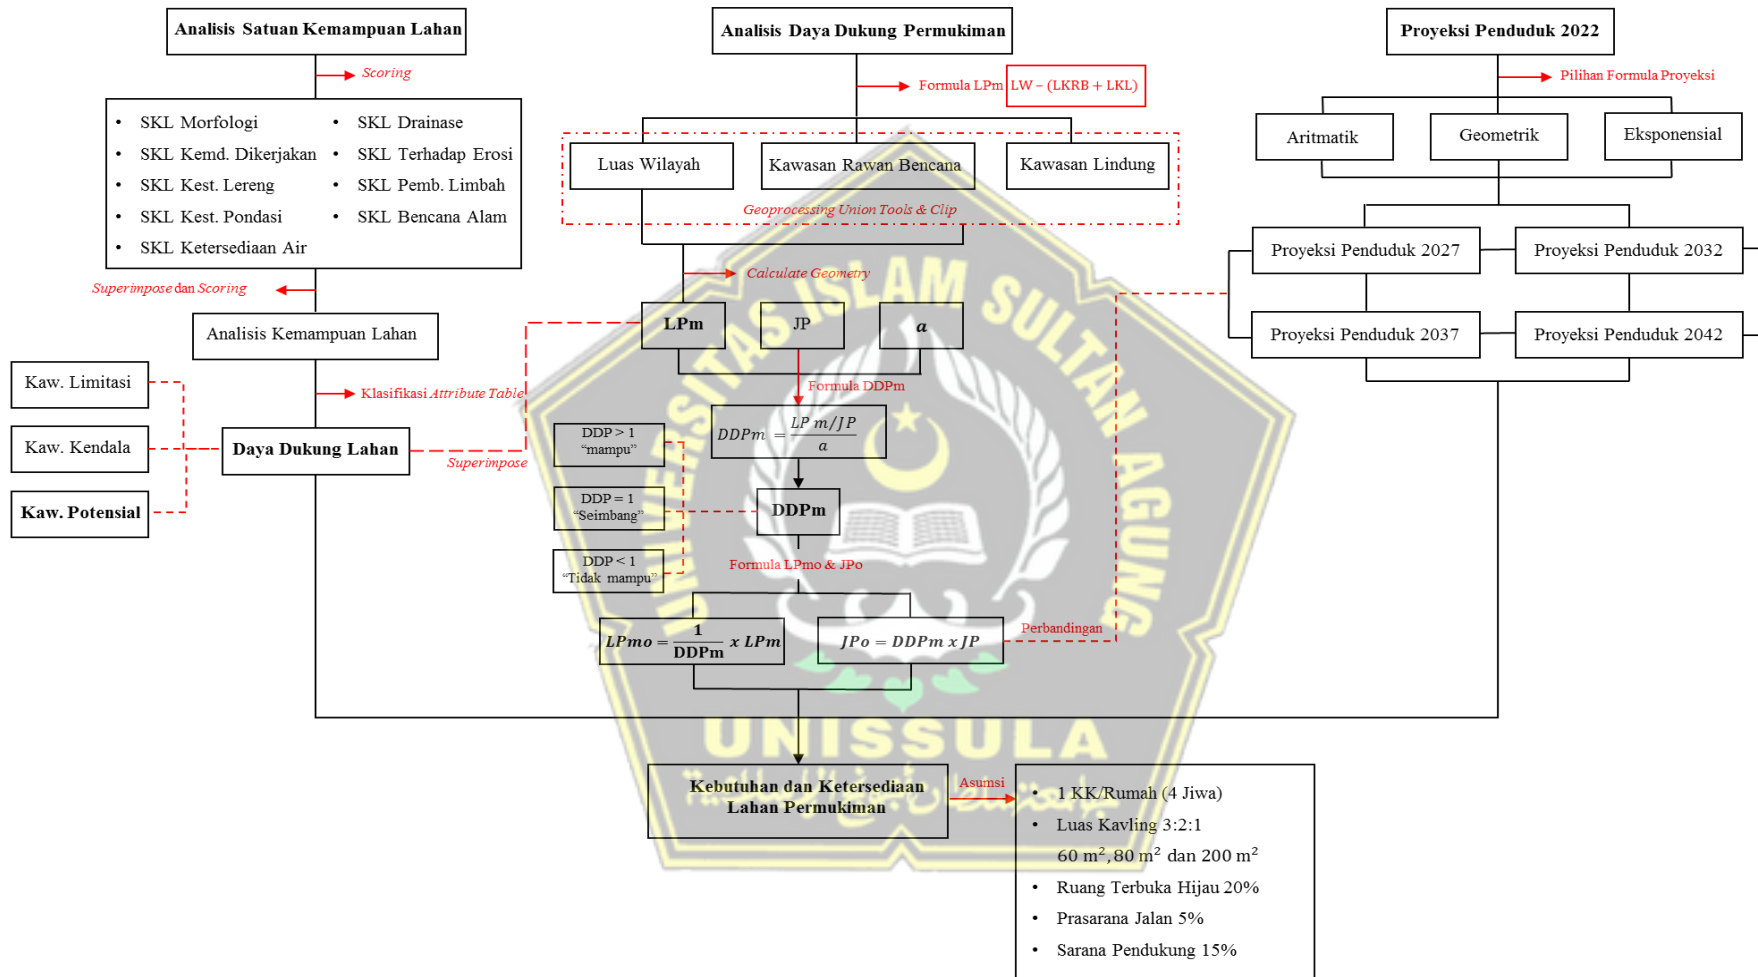 Analisis Satuan Kemampuan Lahan
Scoring
• SKL Morfologi
• SKL Kemd. Dikerjakan
• SKL Kest. Lereng
• SKL Kest. Pondasi
• SKL Ketersediaan Air
• SKL Drainase
• SKL Terhadap Erosi
• SKL Pemb. Limbah
• SKL Bencana Alam
Superimpose dan Scoring
Analisis Kemampuan Lahan
Klasifikasi Attribute Table
Kaw. Limitasi
Kaw. Kendala
Kaw. Potensial
Daya Dukung Lahan
Superimpose
Analisis Daya Dukung Permukiman
Formula LPm LW – (LKRB + LKL)
Luas Wilayah
Kawasan Rawan Bencana
Kawasan Lindung
Geoprocessing Union Tools & Clip
Calculate Geometry
LPm
JP
a
Formula DDPm
DDPm = LP m/JP / a
DDP > 1
“mampu”
DDP = 1
“Seimbang”
DDP < 1
“Tidak mampu”
DDPm
Formula LPmo & JPo
LPmo = 1/DDPm x LPm
JPo = DDPm x JP
Perbandingan
Proyeksi Penduduk 2022
Pilihan Formula Proyeksi
Aritmatik
Geometrik
Eksponensial
Proyeksi Penduduk 2027
Proyeksi Penduduk 2032
Proyeksi Penduduk 2037
Proyeksi Penduduk 2042
Kebutuhan dan Ketersediaan
Lahan Permukiman
Asumsi
• 1 KK/Rumah (4 Jiwa)
• Luas Kavling 3:2:1
60 m², 80 m² dan 200 m²
• Ruang Terbuka Hijau 20%
• Prasarana Jalan 5%
• Sarana Pendukung 15%
UNIVERSITAS ISLAM SULTAN AGUNG
UNISSULA